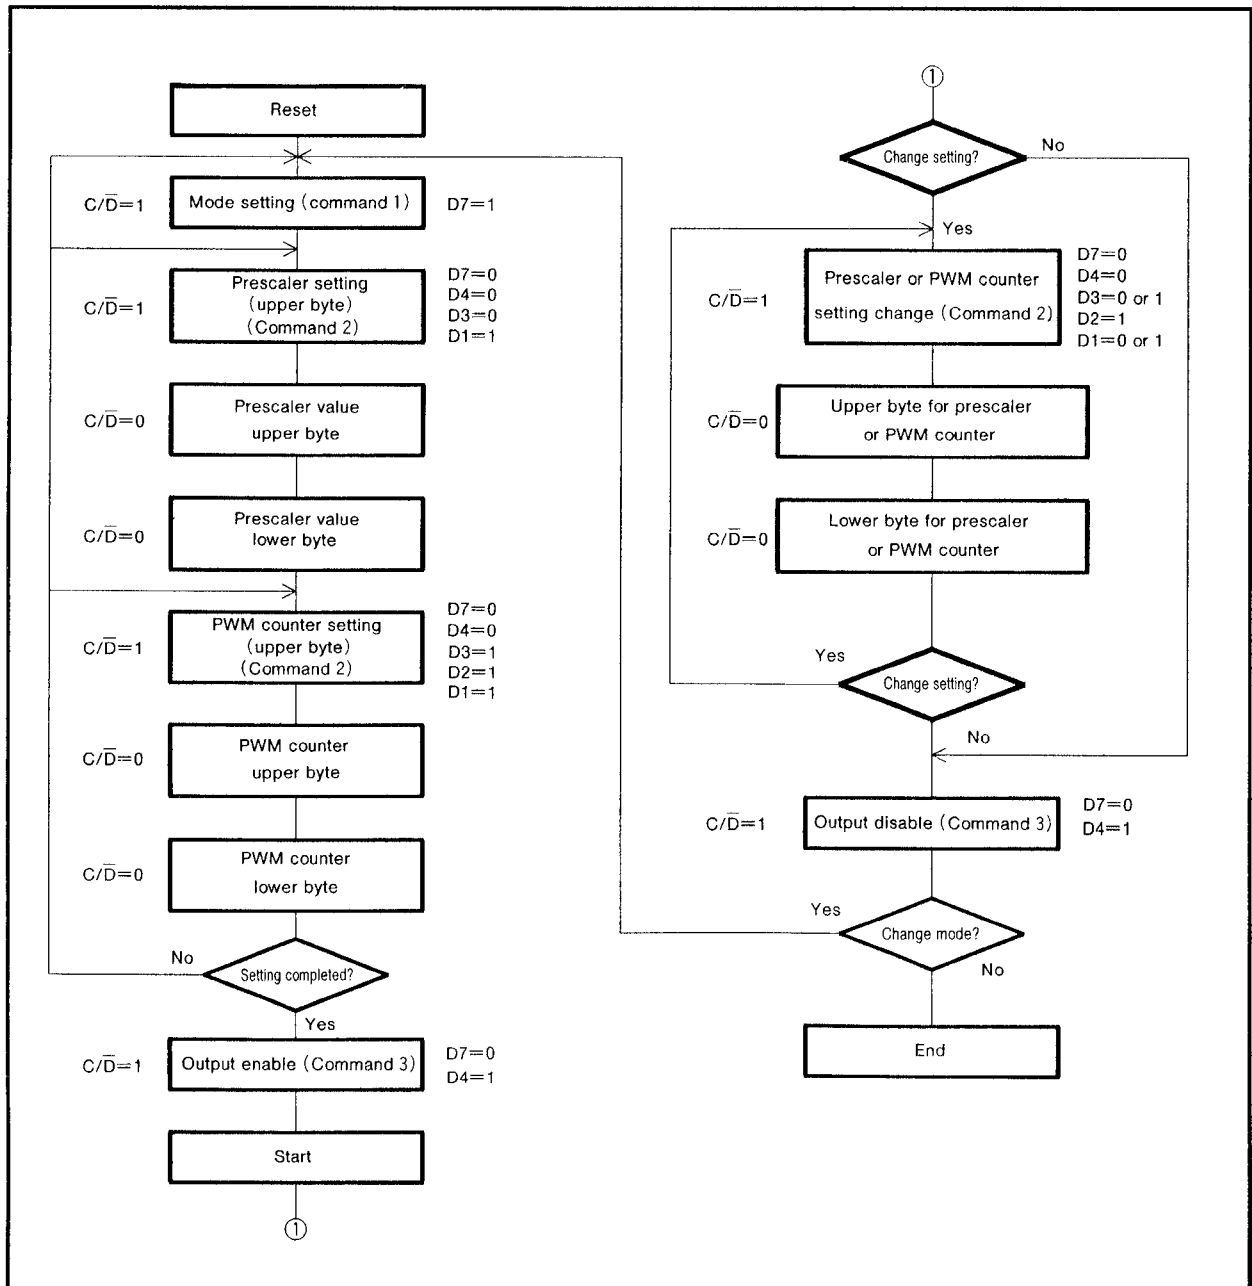 Reset
C/D̅=1
Mode setting (command 1)
D7=1
C/D̅=1
Prescaler setting
(upper byte)
(Command 2)
D7=0
D4=0
D3=0
D1=1
C/D̅=0
Prescaler value
upper byte
C/D̅=0
Prescaler value
lower byte
C/D̅=1
PWM counter setting
(upper byte)
(Command 2)
D7=0
D4=0
D3=1
D2=1
D1=1
C/D̅=0
PWM counter
upper byte
C/D̅=0
PWM counter
lower byte
No
Setting completed?
Yes
C/D̅=1
Output enable (Command 3)
D7=0
D4=1
Start
①
①
Change setting?
No
Yes
C/D̅=1
Prescaler or PWM counter
setting change (Command 2)
D7=0
D4=0
D3=0 or 1
D2=1
D1=0 or 1
C/D̅=0
Upper byte for prescaler
or PWM counter
C/D̅=0
Lower byte for prescaler
or PWM counter
Yes
Change setting?
No
C/D̅=1
Output disable (Command 3)
D7=0
D4=1
Yes
Change mode?
No
End